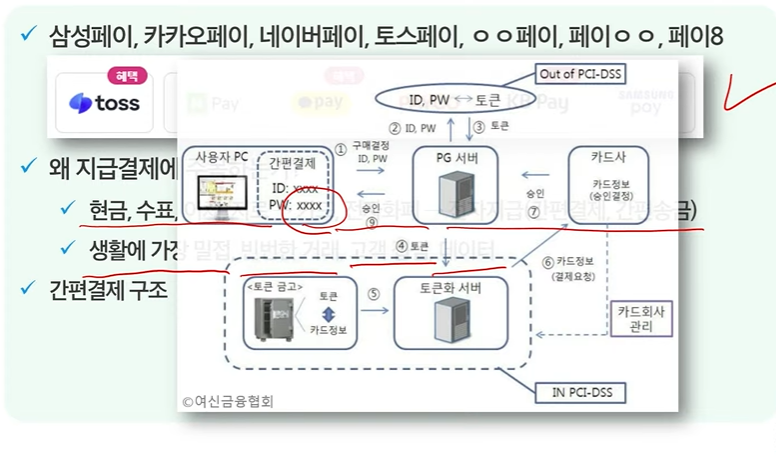 삼성페이, 카카오페이, 네이버페이, 토스페이, ㅇㅇ페이, 페이ㅇㅇ, 페이8
혜택
toss
Pay
pay
Pay
SAMSUNG
pay
Out of PCI-DSS
ID, PW ↔ 토큰
② ID, PW
③ 토큰
사용자 PC
간편결제
ID: xxxx
PW: xxxx
① 구매결정
ID, PW
PG 서버
카드사
카드정보
(승인결정)
승인
⑨
승인
⑦
왜 지급결제에
현금, 수표,
간편결제, 간편송금)
생활에 가장 밀접, 빈번한 거래, 고객
데이터
④ 토큰
⑥ 카드정보
(결제요청)
간편결제 구조
<토큰 금고>
토큰
카드정보
⑤
토큰화 서버
카드회사
관리
IN PCI-DSS
©여신금융협회